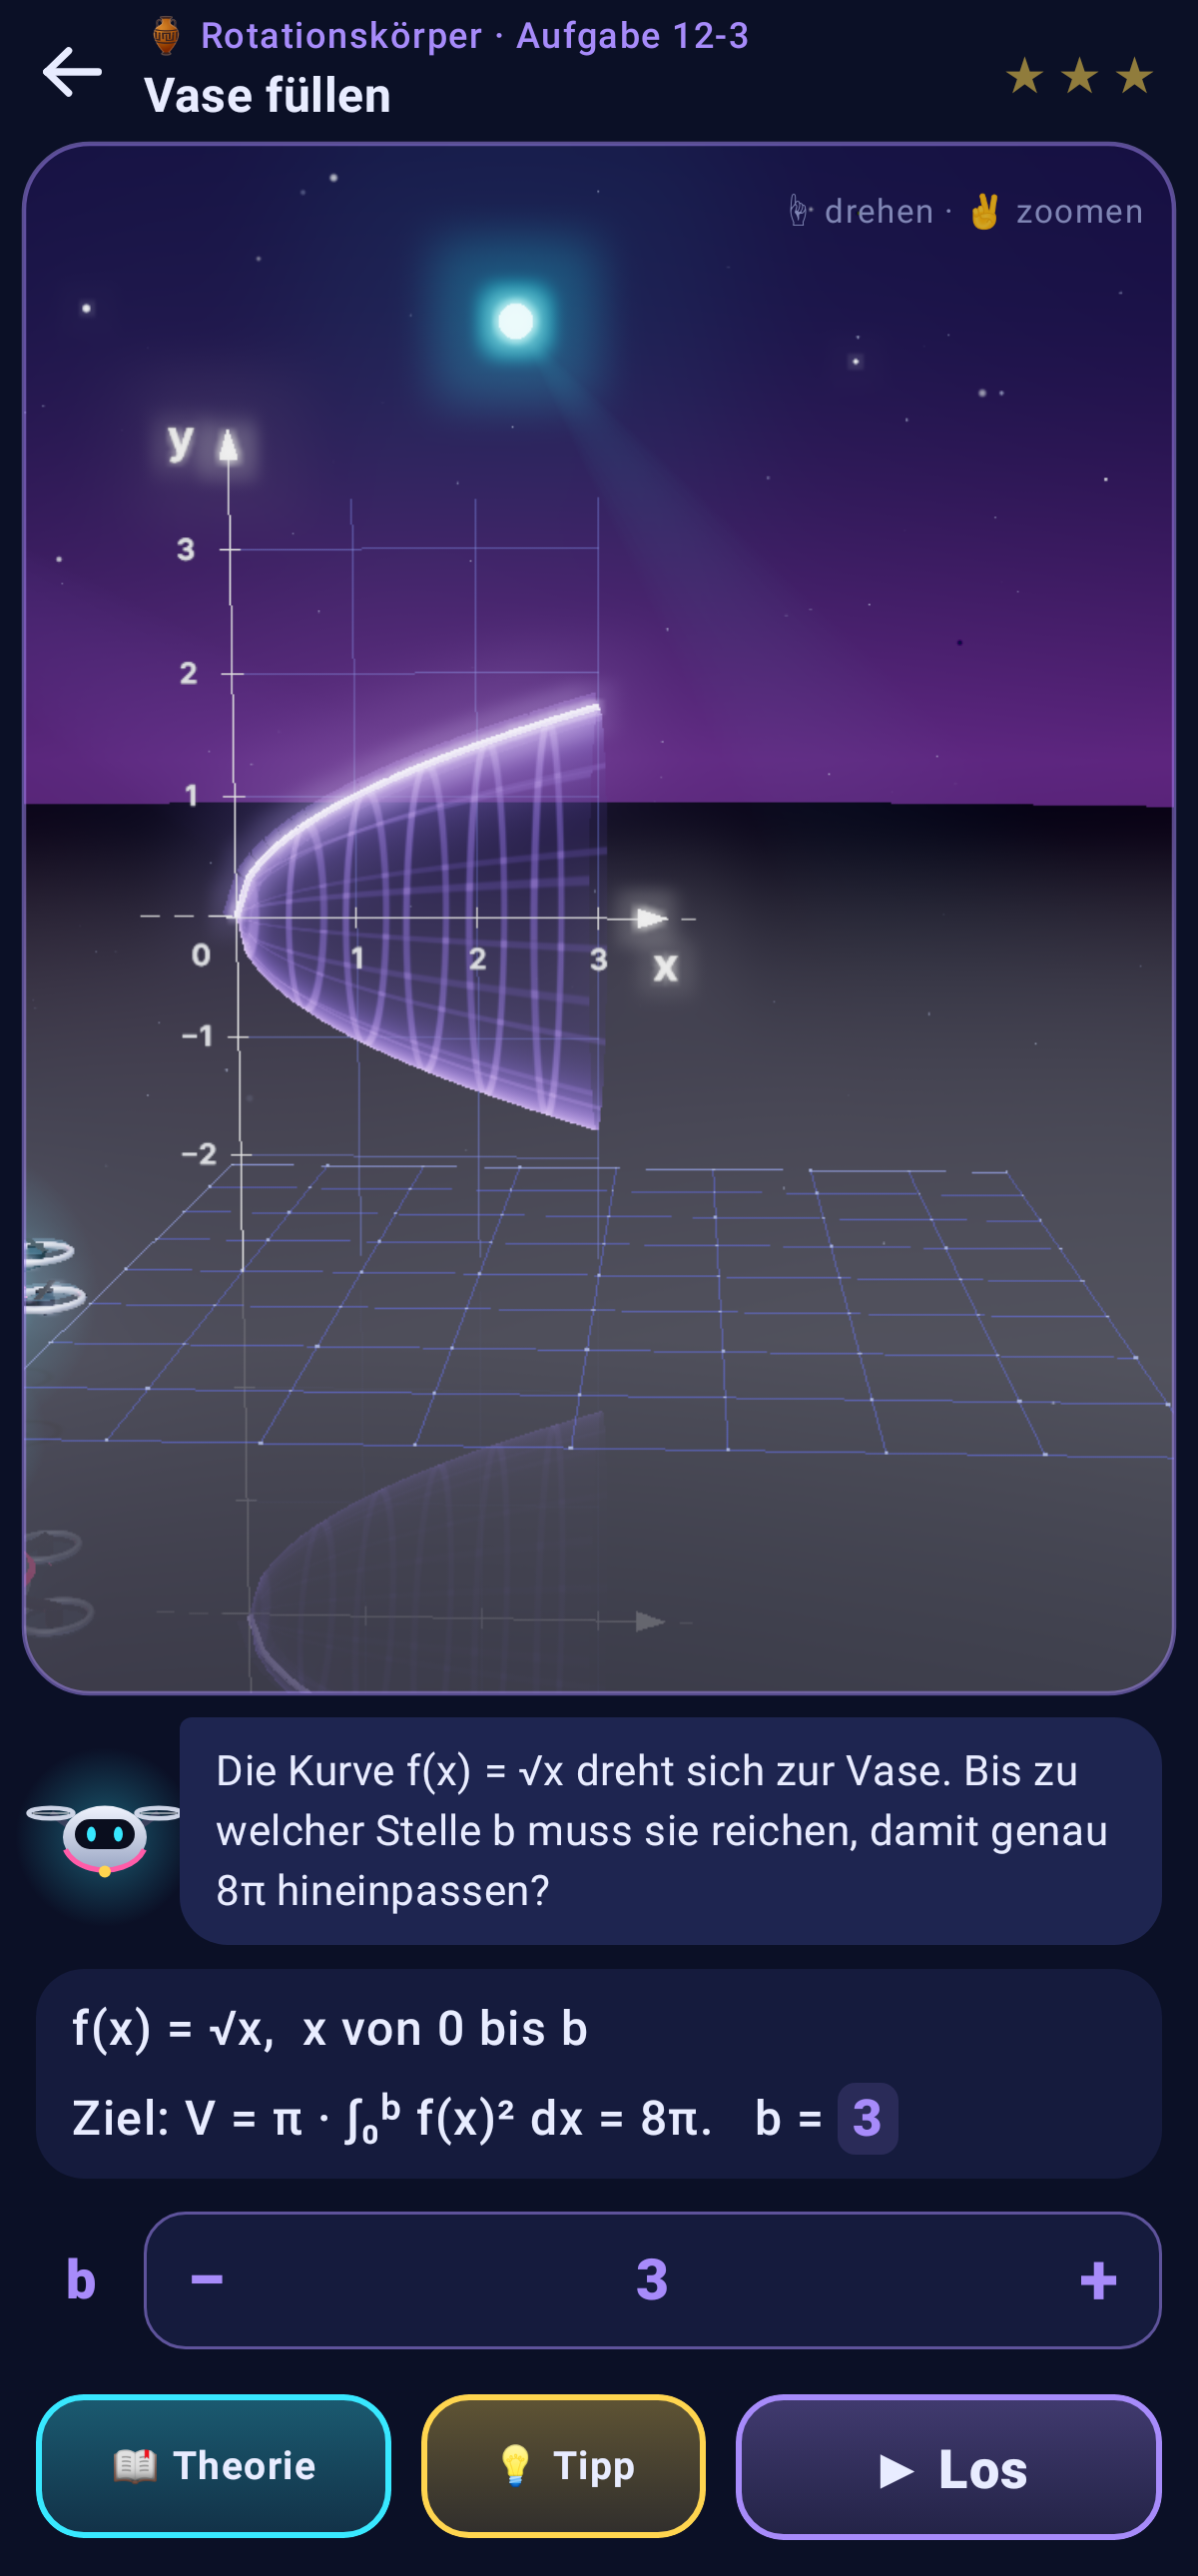 🏺 Rotationskörper · Aufgabe 12-3
Vase füllen
★ ★ ★
☝ drehen · ✌ zoomen
y
3
2
1
0
1
2
3
x
−1
−2
Die Kurve f(x) = √x dreht sich zur Vase. Bis zu
welcher Stelle b muss sie reichen, damit genau
8π hineinpassen?
f(x) = √x,  x von 0 bis b
Ziel: V = π · ∫₀ᵇ f(x)² dx = 8π.   b = 3
b
− 3 +
📖 Theorie
💡 Tipp
▶ Los